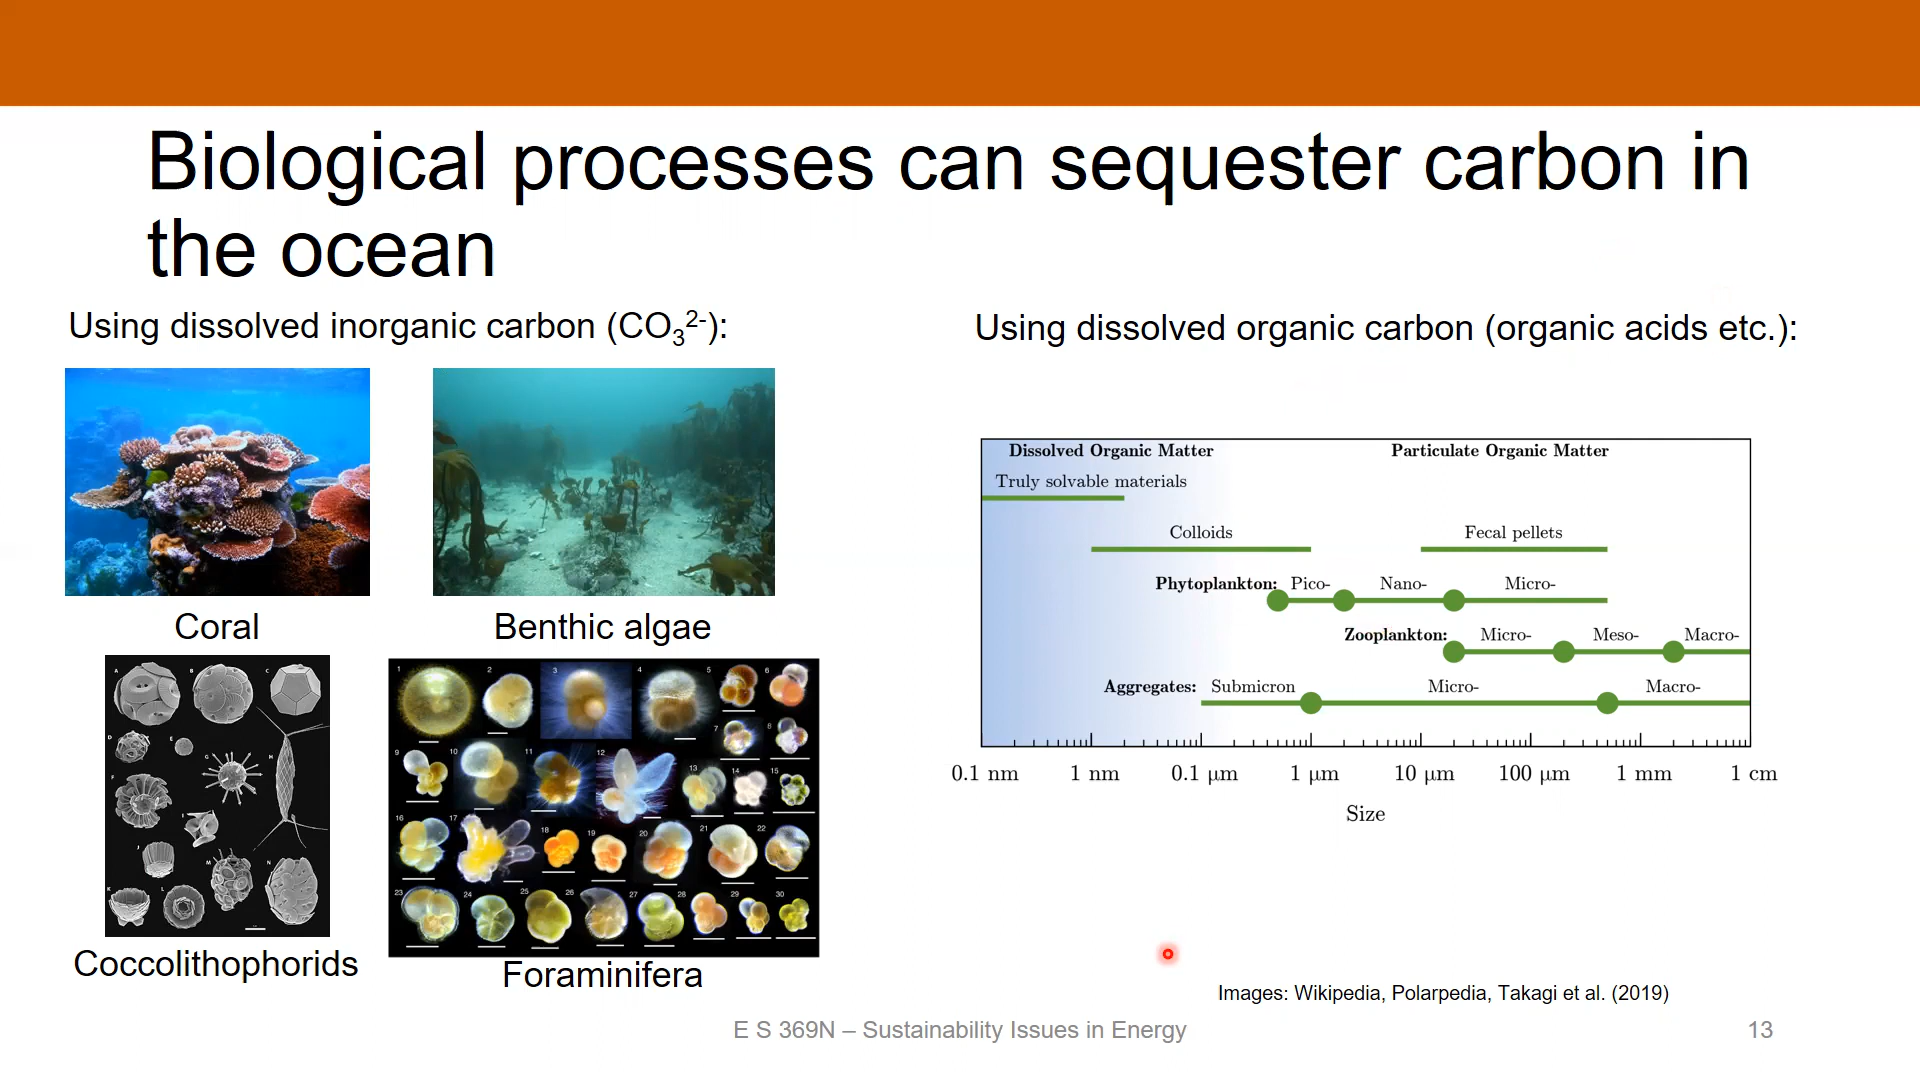 Biological processes can sequester carbon in
the ocean
Using dissolved inorganic carbon (CO₃²⁻):
Coral
Benthic algae
Coccolithophorids
Foraminifera
Using dissolved organic carbon (organic acids etc.):
Dissolved Organic Matter
Particulate Organic Matter
Truly solvable materials
Colloids
Fecal pellets
Phytoplankton: Pico- Nano- Micro-
Zooplankton: Micro- Meso- Macro-
Aggregates: Submicron Micro- Macro-
0.1 nm 1 nm 0.1 μm 1 μm 10 μm 100 μm 1 mm 1 cm
Size
Images: Wikipedia, Polarpedia, Takagi et al. (2019)
E S 369N – Sustainability Issues in Energy
13